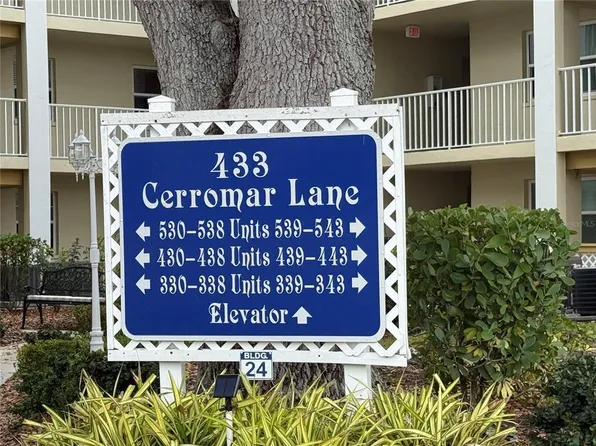 EXIT
433
Cerromar Lane
← 530-538 Units 539-543 →
← 430-438 Units 439-443 →
← 330-338 Units 339-343 →
Elevator ↑
BLDG.
24